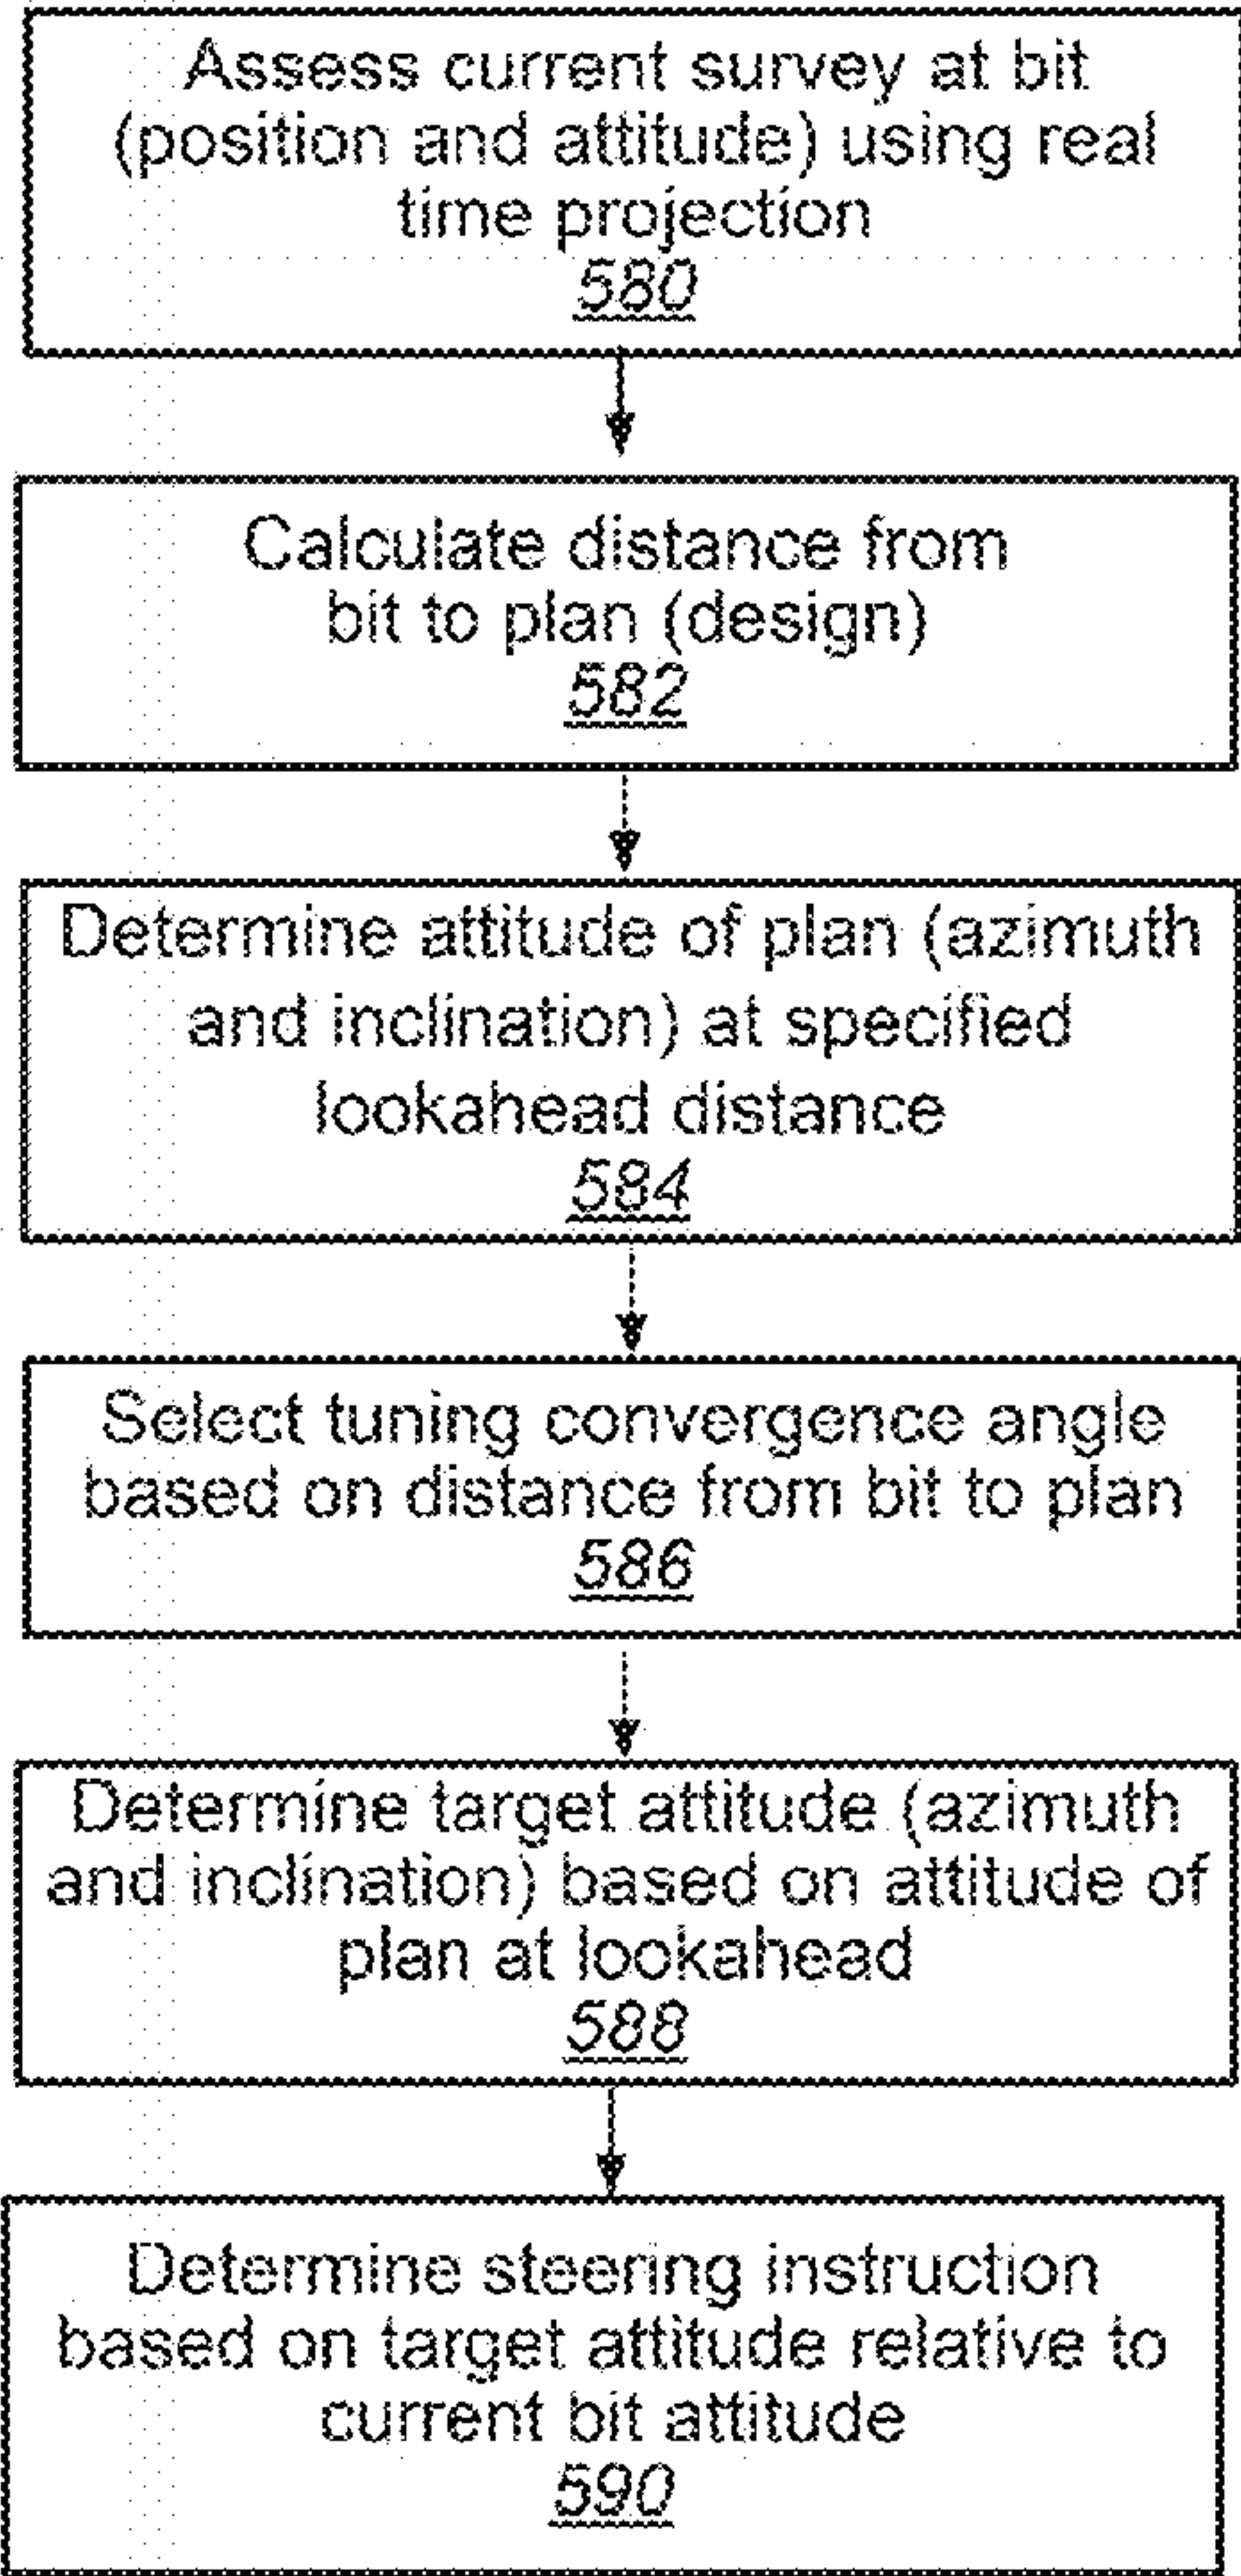 Assess current survey at bit
(position and attitude) using real
time projection
580
Calculate distance from
bit to plan (design)
582
Determine attitude of plan (azimuth
and inclination) at specified
lookahead distance
584
Select tuning convergence angle
based on distance from bit to plan
586
Determine target attitude (azimuth
and inclination) based on attitude of
plan at lookahead
588
Determine steering instruction
based on target attitude relative to
current bit attitude
590